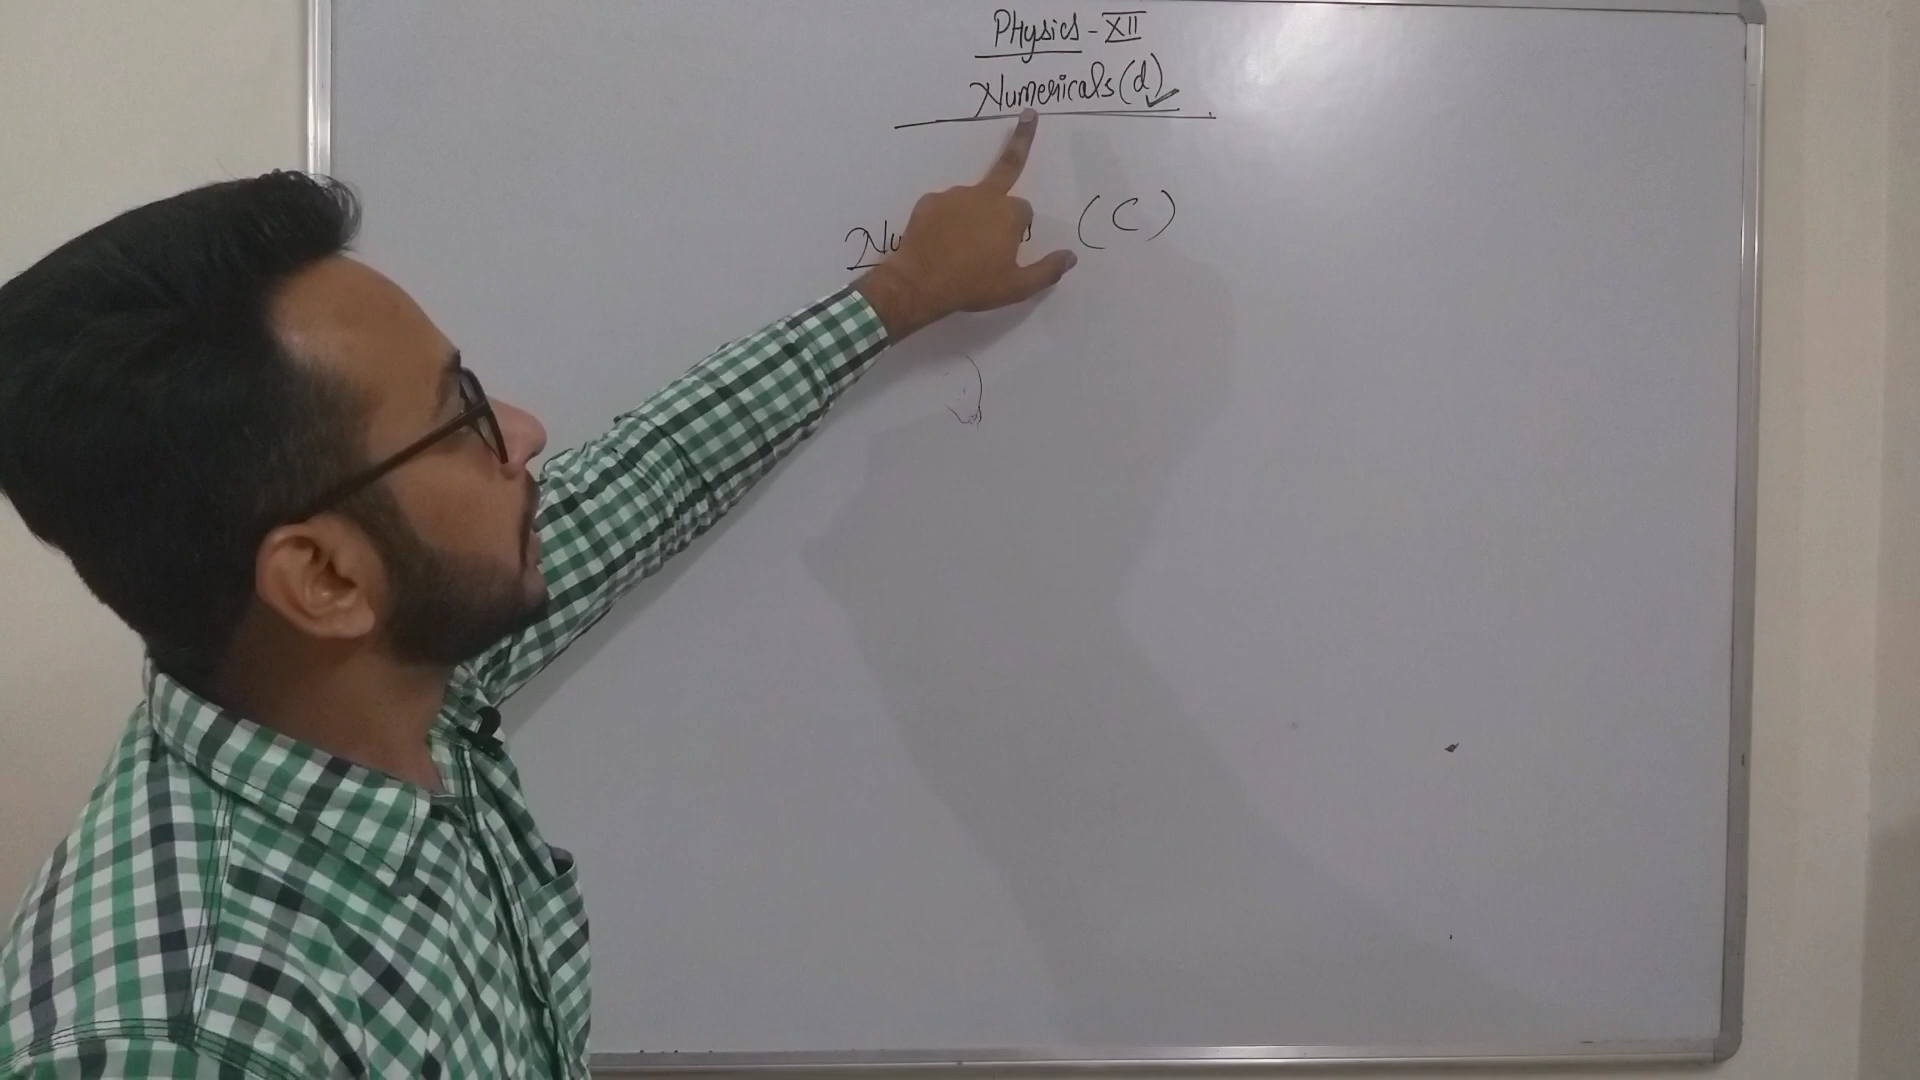 Physics - XII
Numericals (d)
(C)